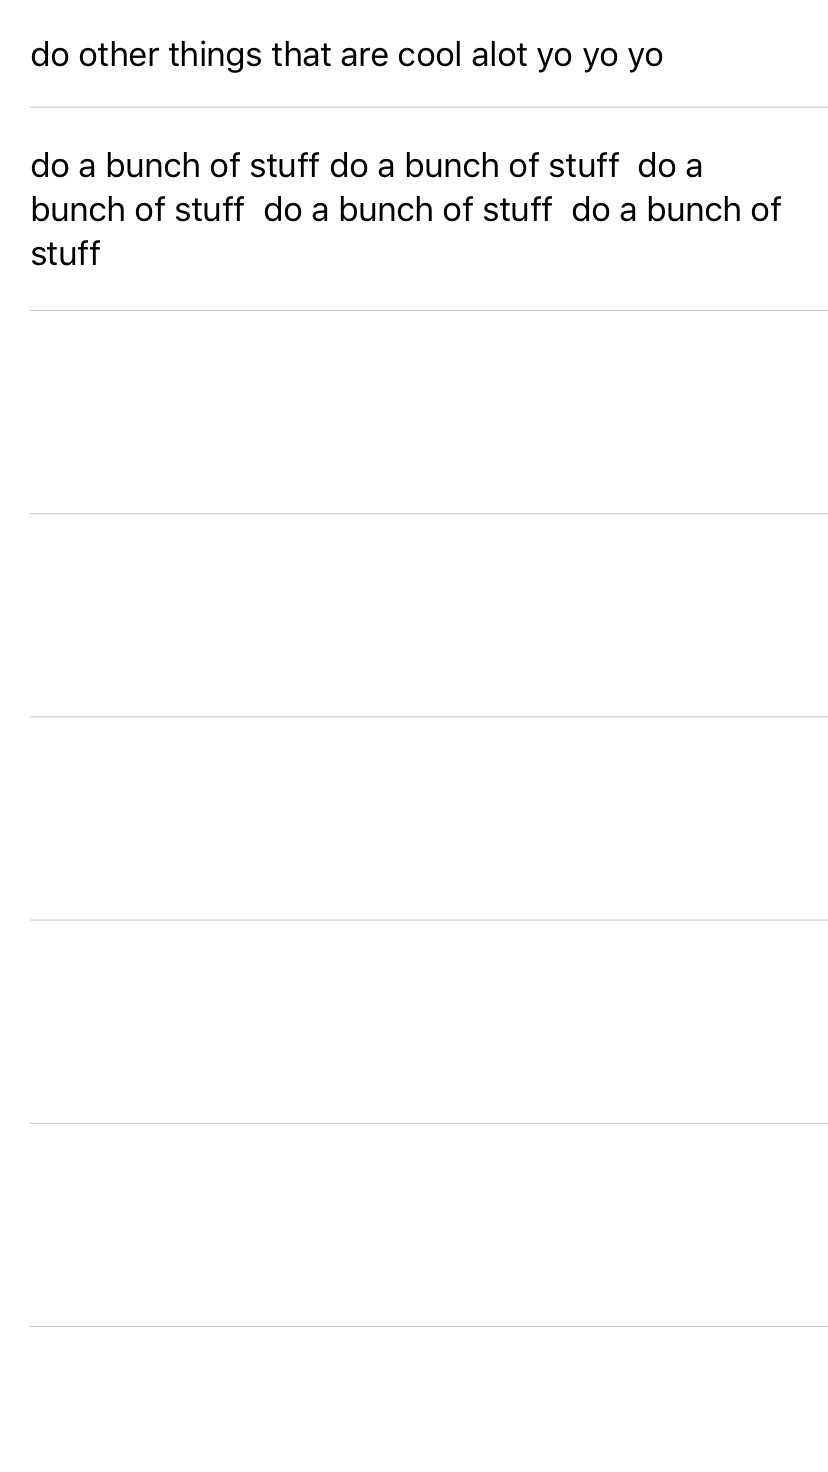 do other things that are cool alot yo yo yo
do a bunch of stuff do a bunch of stuff  do a
bunch of stuff  do a bunch of stuff  do a bunch of
stuff